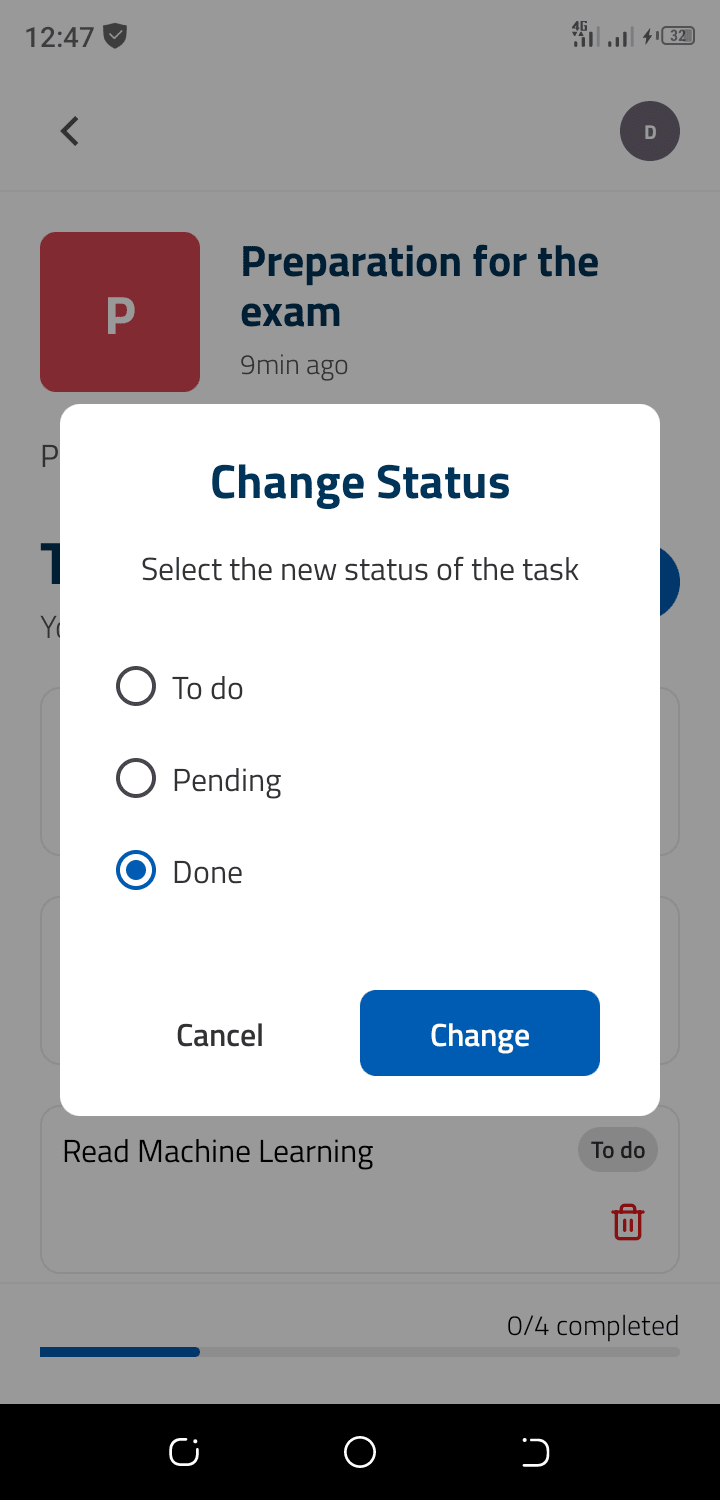 12:47
4G
32
D
P
Preparation for the
exam
9min ago
Change Status
Select the new status of the task
To do
Pending
Done
Cancel
Change
Read Machine Learning
To do
0/4 completed